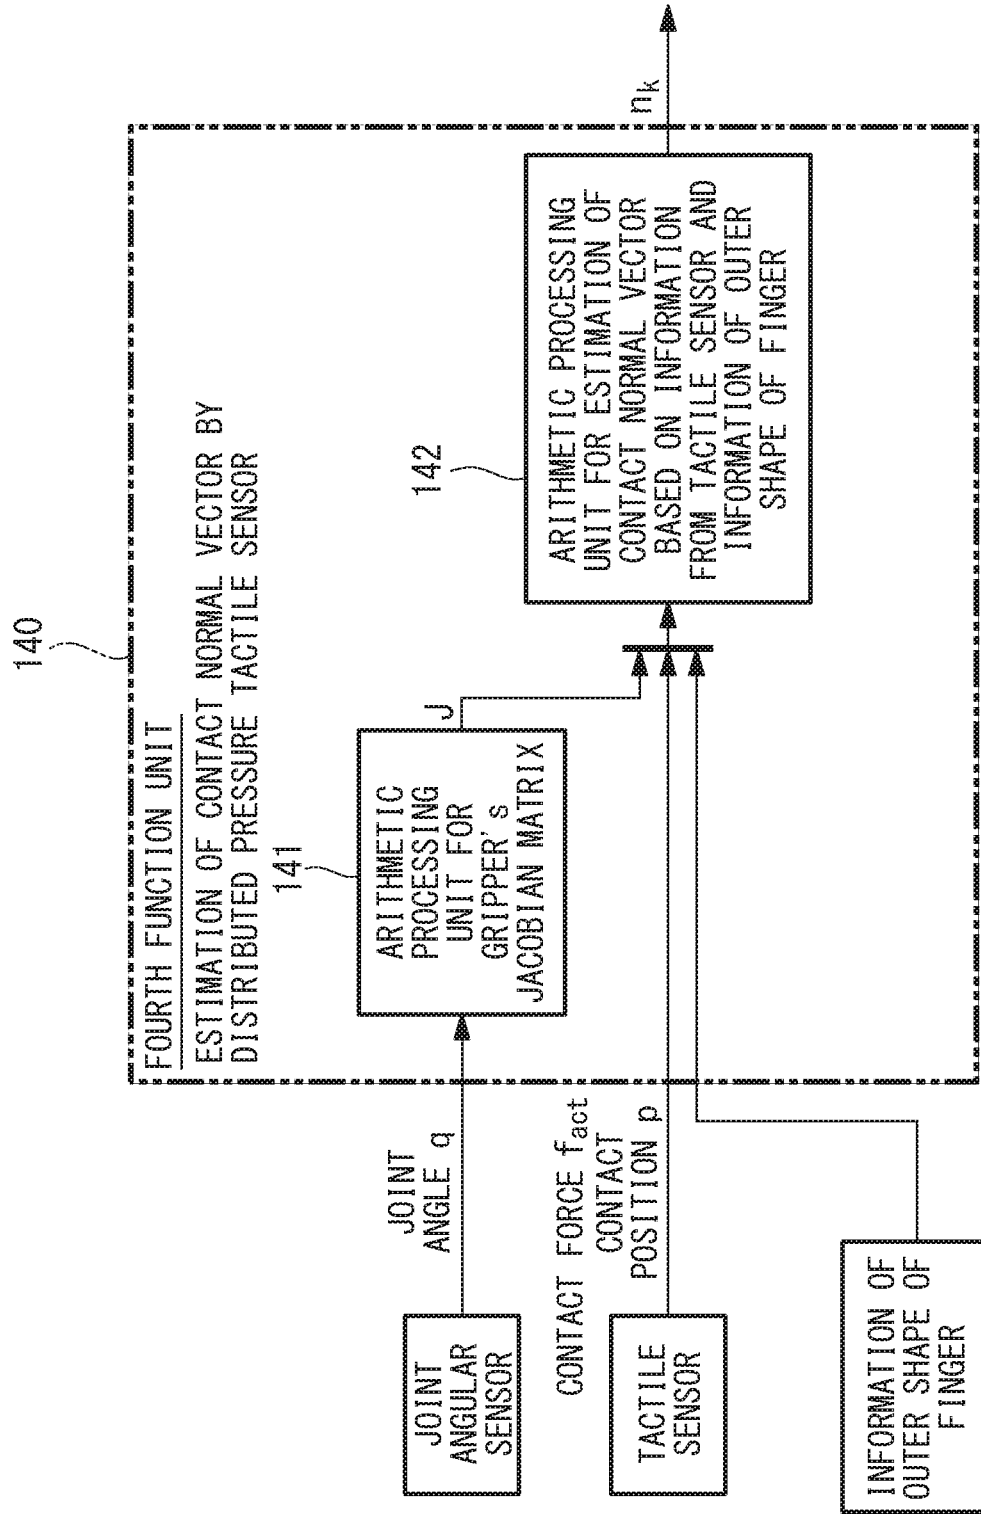 140
FOURTH FUNCTION UNIT
ESTIMATION OF CONTACT NORMAL VECTOR BY
DISTRIBUTED PRESSURE TACTILE SENSOR
JOINT
ANGULAR
SENSOR
JOINT
ANGLE q
141
ARITHMETIC
PROCESSING
UNIT FOR
GRIPPER's
JACOBIAN MATRIX
J
TACTILE
SENSOR
CONTACT FORCE fact
CONTACT
POSITION p
INFORMATION OF
OUTER SHAPE OF
FINGER
142
ARITHMETIC PROCESSING
UNIT FOR ESTIMATION OF
CONTACT NORMAL VECTOR
BASED ON INFORMATION
FROM TACTILE SENSOR AND
INFORMATION OF OUTER
SHAPE OF FINGER
nk